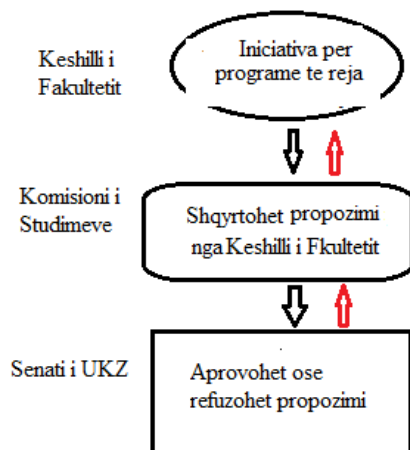 Keshilli i
Fakultetit
Iniciativa per
programe te reja
Komisioni i
Studimeve
Shqyrtohet propozimi
nga Keshilli i Fkultetit
Senati i UKZ
Aprovohet ose
refuzohet propozimi